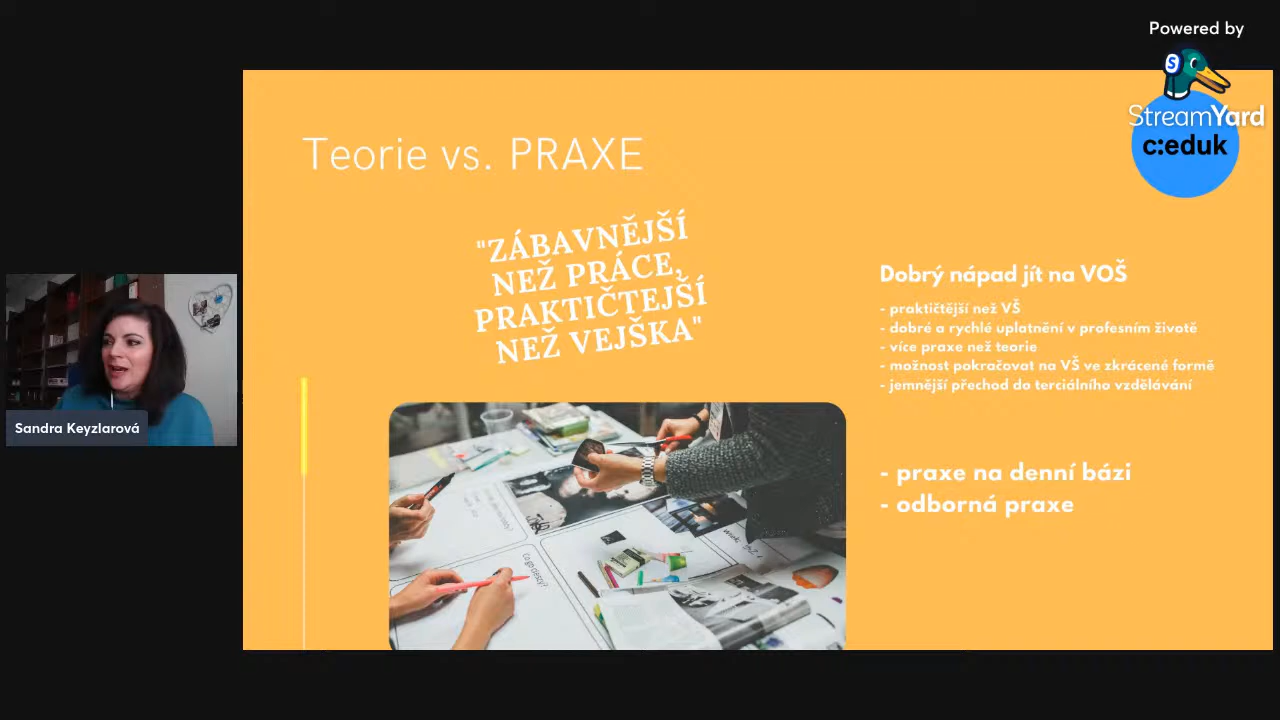 Powered by
StreamYard
c:eduk
Teorie vs. PRAXE
"ZÁBAVNĚJŠÍ
NEŽ PRÁCE,
PRAKTIČTEJŠÍ
NEŽ VEJŠKA"
Dobrý nápad jít na VOŠ
- praktičtější než VŠ
- dobré a rychlé uplatnění v profesním životě
- více praxe než teorie
- možnost pokračovat na VŠ ve zkrácené formě
- jemnější přechod do terciálního vzdělávání
- praxe na denní bázi
- odborná praxe
Sandra Keyzlarová